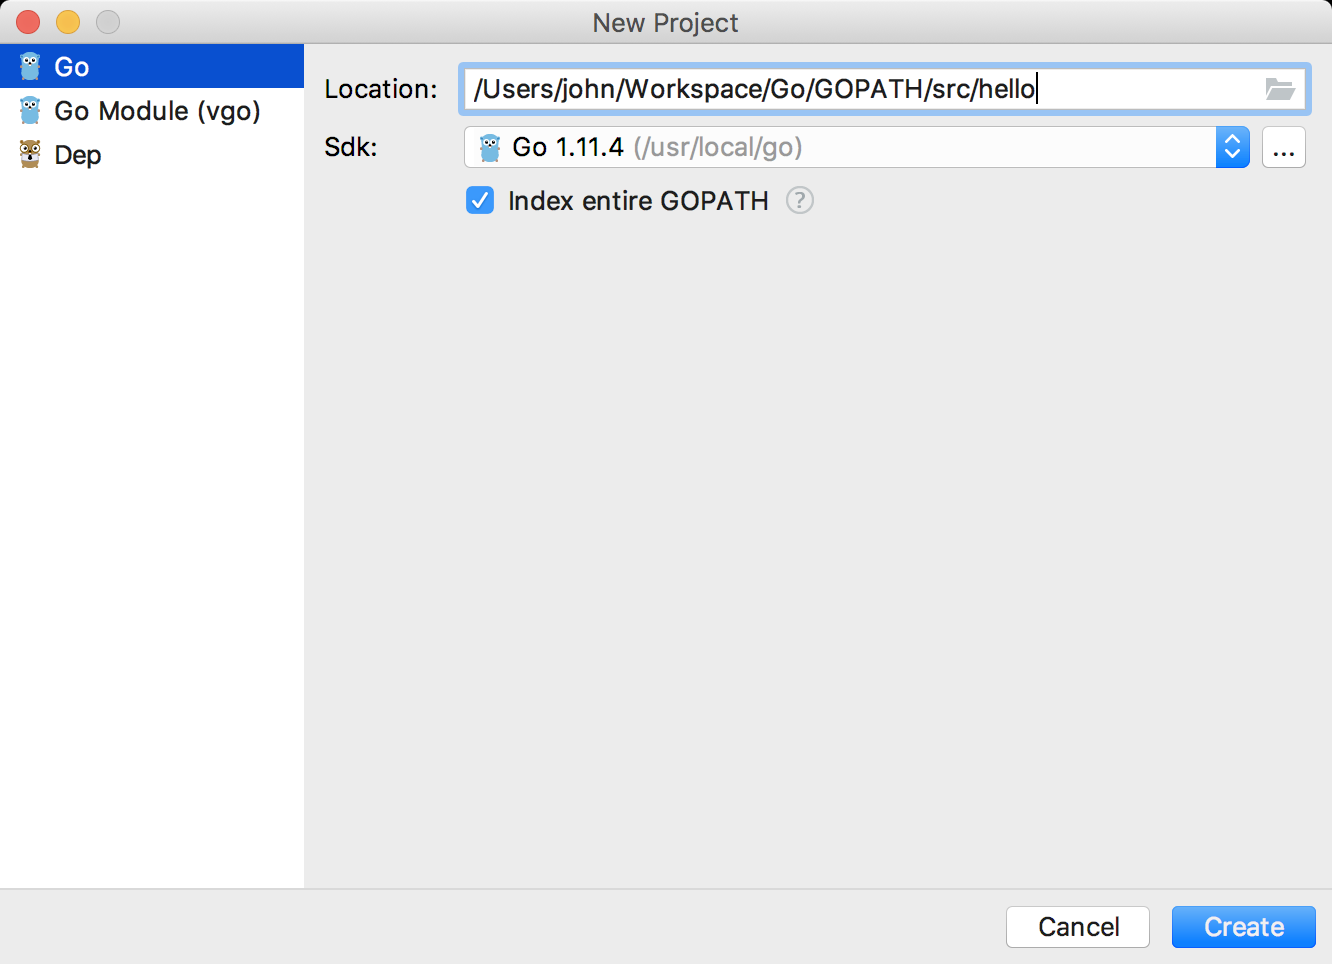 New Project
Go
Go Module (vgo)
Dep
Location: /Users/john/Workspace/Go/GOPATH/src/hello
Sdk: Go 1.11.4 (/usr/local/go) ...
Index entire GOPATH ?
Cancel Create